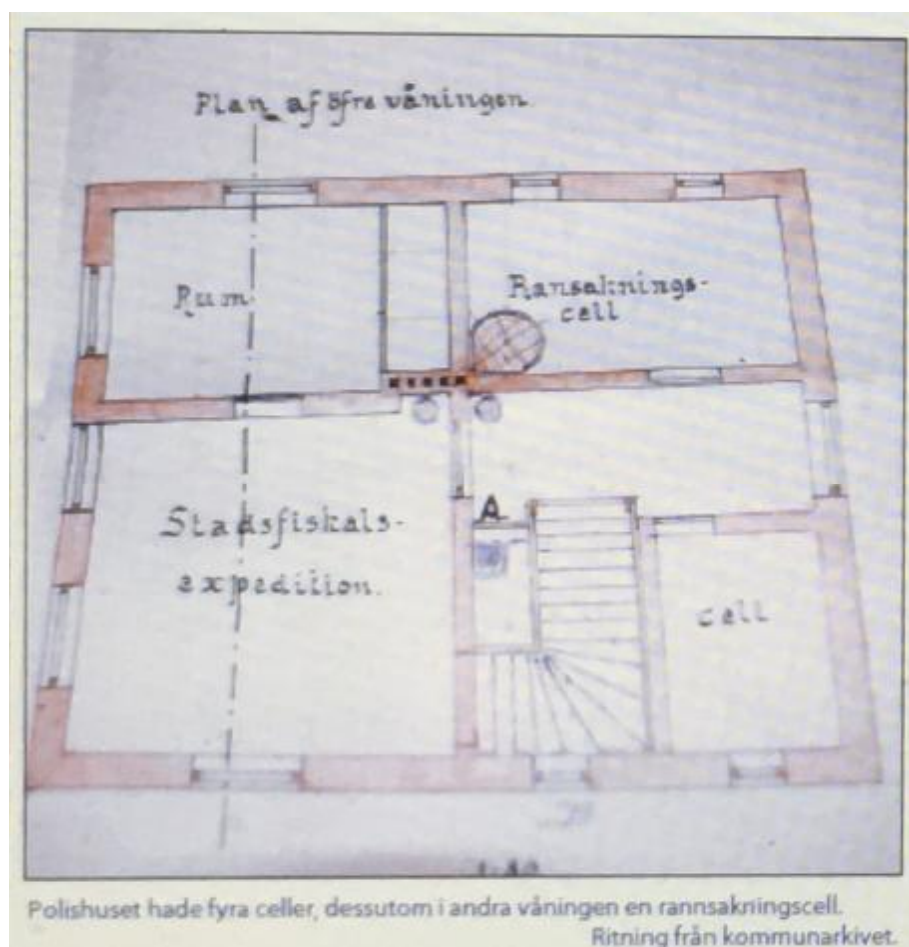 Plan af öfre våningen.
Rum
Ransaknings-
cell
A
Stadsfiskals-
expedition.
cell
Polishuset hade fyra celler, dessutom i andra våningen en rannsakningscell.
Ritning från kommunarkivet.